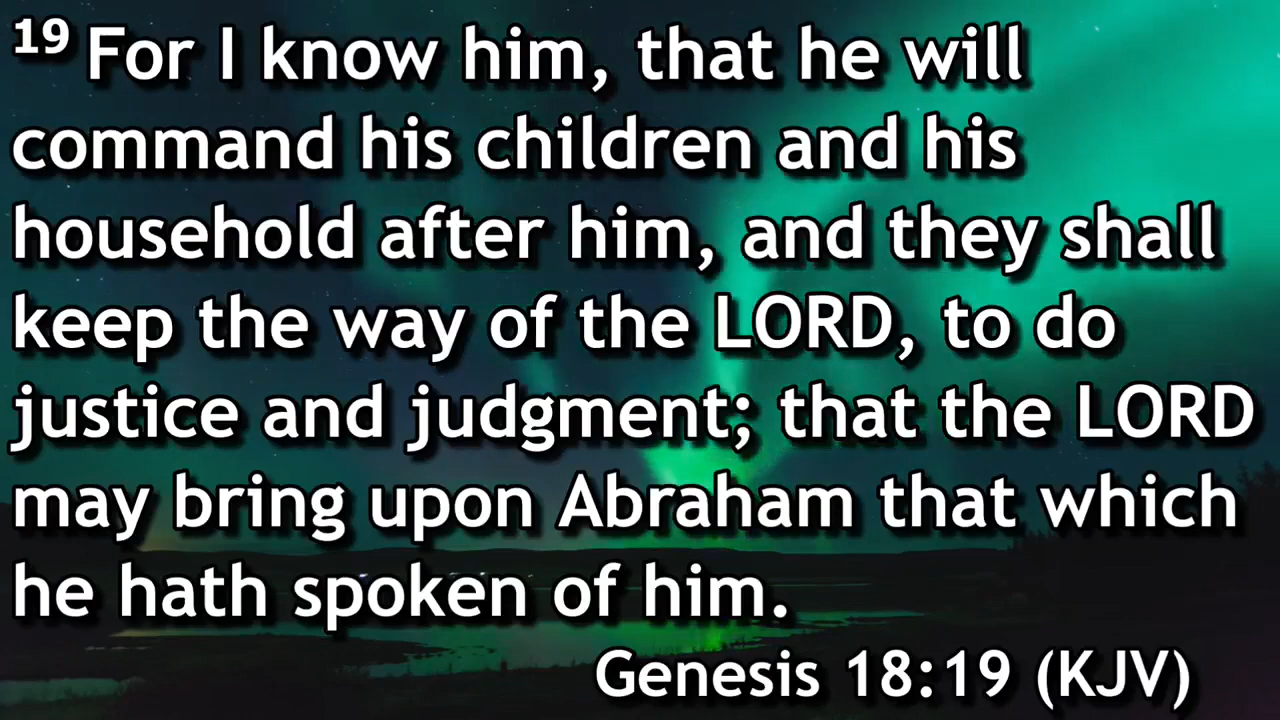 19 For I know him, that he will
command his children and his
household after him, and they shall
keep the way of the LORD, to do
justice and judgment; that the LORD
may bring upon Abraham that which
he hath spoken of him.
Genesis 18:19 (KJV)